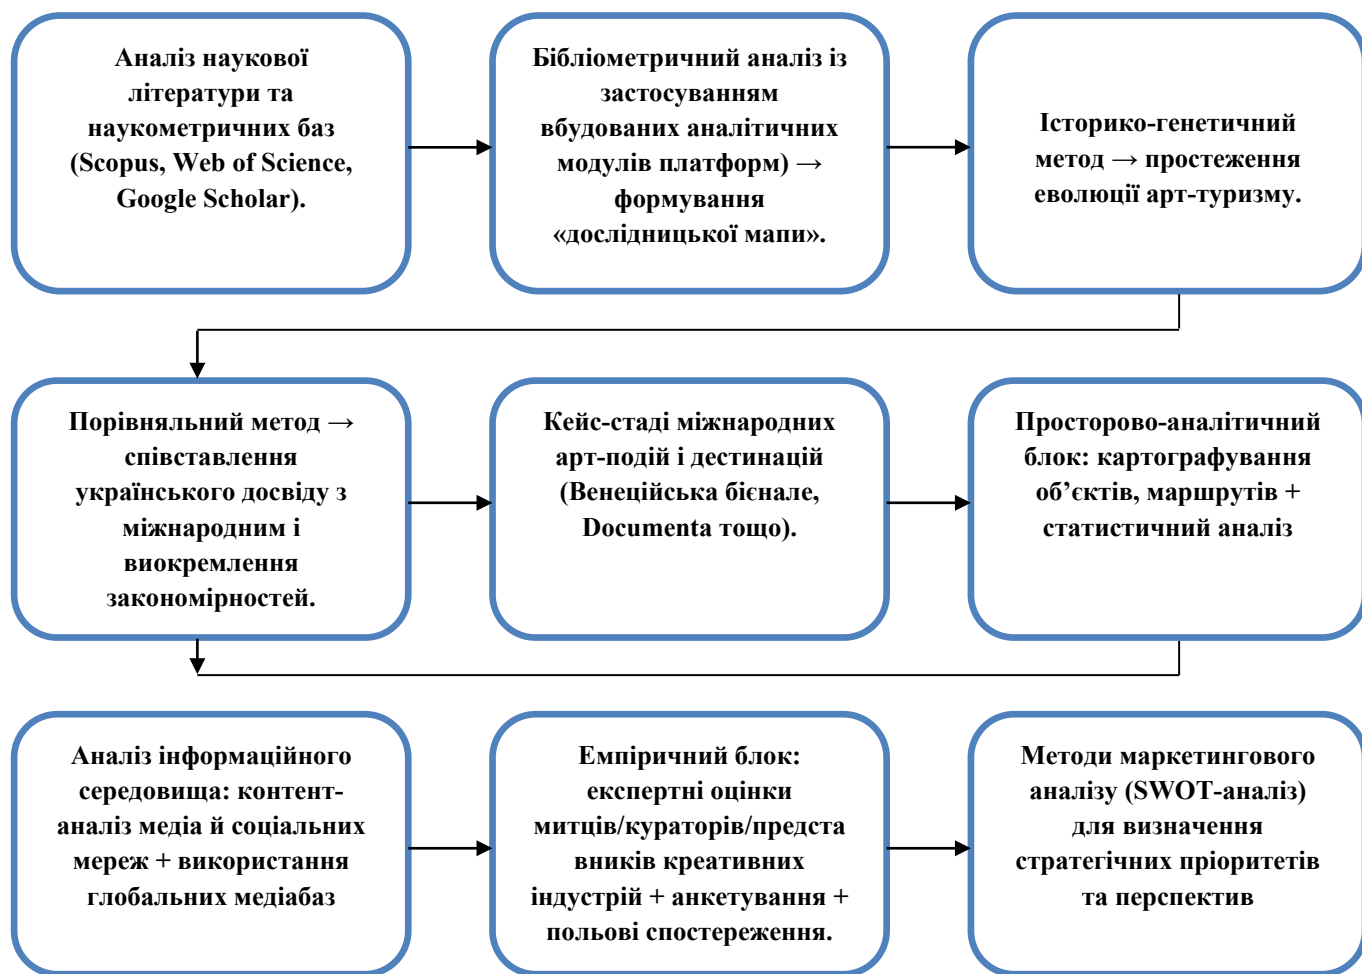 Аналіз наукової
літератури та
наукометричних баз
(Scopus, Web of Science,
Google Scholar).
Бібліометричний аналіз із
застосуванням
вбудованих аналітичних
модулів платформ) →
формування
«дослідницької мапи».
Історико-генетичний
метод → простеження
еволюції арт-туризму.
Порівняльний метод →
співставлення
українського досвіду з
міжнародним і
виокремлення
закономірностей.
Кейс-стаді міжнародних
арт-подій і дестинацій
(Венеційська бієнале,
Documenta тощо).
Просторово-аналітичний
блок: картографування
об’єктів, маршрутів +
статистичний аналіз
Аналіз інформаційного
середовища: контент-
аналіз медіа й соціальних
мереж + використання
глобальних медіабаз
Емпіричний блок:
експертні оцінки
митців/кураторів/предста
вників креативних
індустрій + анкетування +
польові спостереження.
Методи маркетингового
аналізу (SWOT-аналіз)
для визначення
стратегічних пріоритетів
та перспектив